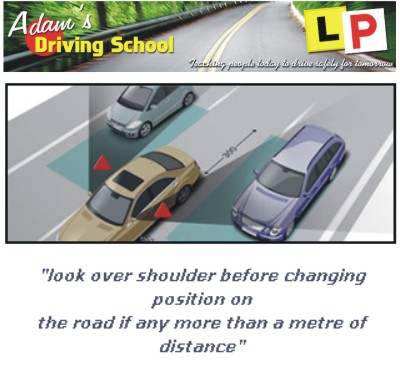 Adam's
Driving School
L P
Teaching people today to drive safely for tomorrow
300
"look over shoulder before changing
position on
the road if any more than a metre of
distance"